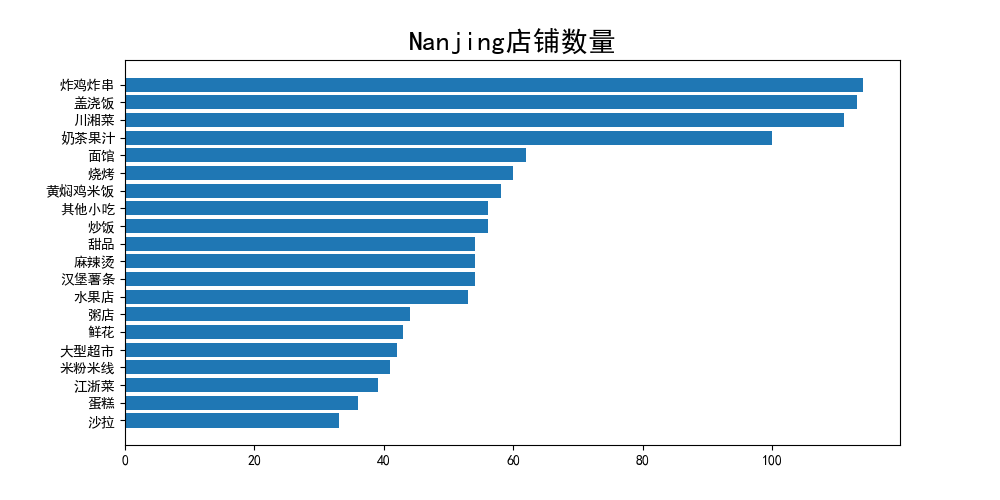 Nanjing店铺数量
炸鸡炸串
盖浇饭
川湘菜
奶茶果汁
面馆
烧烤
黄焖鸡米饭
其他小吃
炒饭
甜品
麻辣烫
汉堡薯条
水果店
粥店
鲜花
大型超市
米粉米线
江浙菜
蛋糕
沙拉
0 20 40 60 80 100